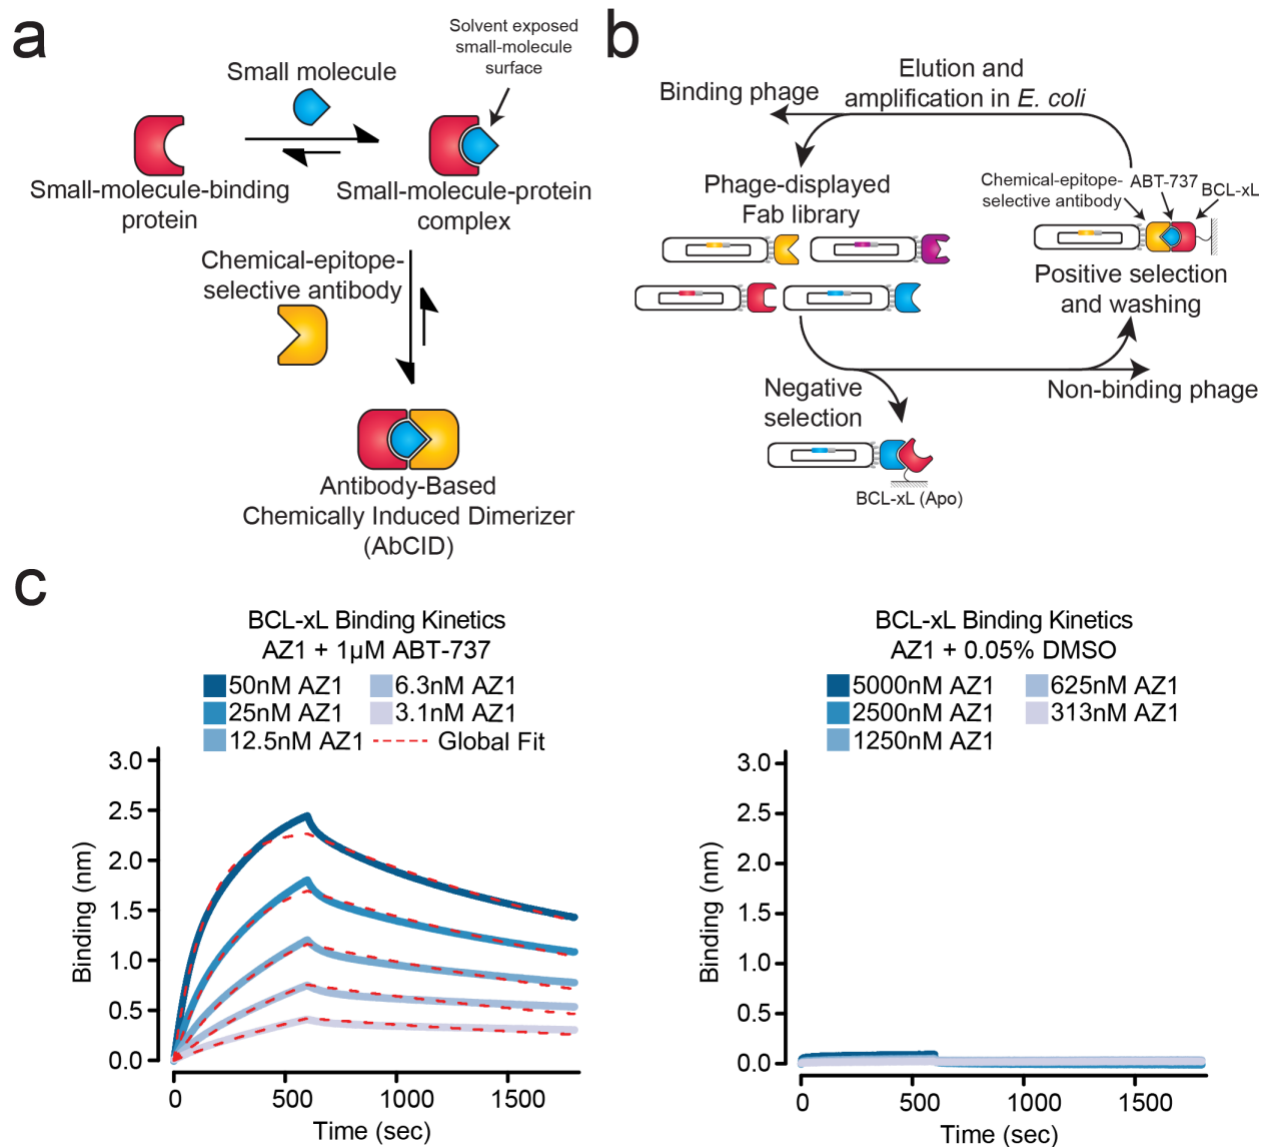 a
Small molecule
Solvent exposed
small-molecule
surface
Small-molecule-binding
protein
Small-molecule-protein
complex
Chemical-epitope-
selective antibody
Antibody-Based
Chemically Induced Dimerizer
(AbCID)
b
Elution and
amplification in E. coli
Binding phage
Phage-displayed
Fab library
Chemical-epitope-
selective antibody
ABT-737
BCL-xL
Positive selection
and washing
Negative
selection
Non-binding phage
BCL-xL (Apo)
c
BCL-xL Binding Kinetics
AZ1 + 1µM ABT-737
50nM AZ1
6.3nM AZ1
25nM AZ1
3.1nM AZ1
12.5nM AZ1
Global Fit
3.0
2.5
2.0
1.5
1.0
0.5
0.0
Binding (nm)
0
500
1000
1500
Time (sec)
BCL-xL Binding Kinetics
AZ1 + 0.05% DMSO
5000nM AZ1
625nM AZ1
2500nM AZ1
313nM AZ1
1250nM AZ1
3.0
2.5
2.0
1.5
1.0
0.5
0.0
Binding (nm)
0
500
1000
1500
Time (sec)